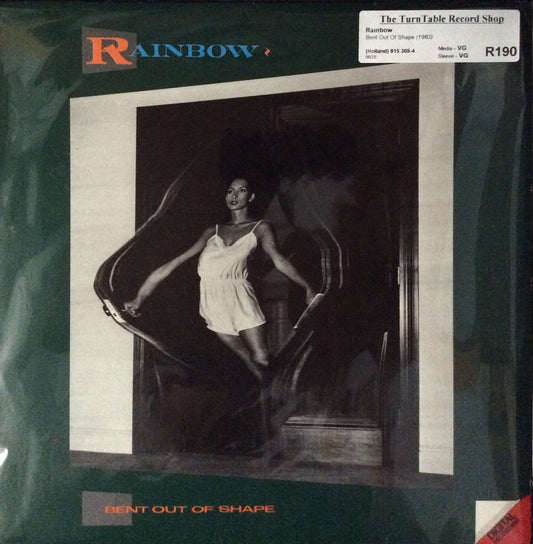 RAINBOW
The TurnTable Record Shop
Rainbow
Bent Out Of Shape (1983)
(Holland) 815 305-4 Media - VG
Sleeve - VG
R190
BENT OUT OF SHAPE
DIGITAL